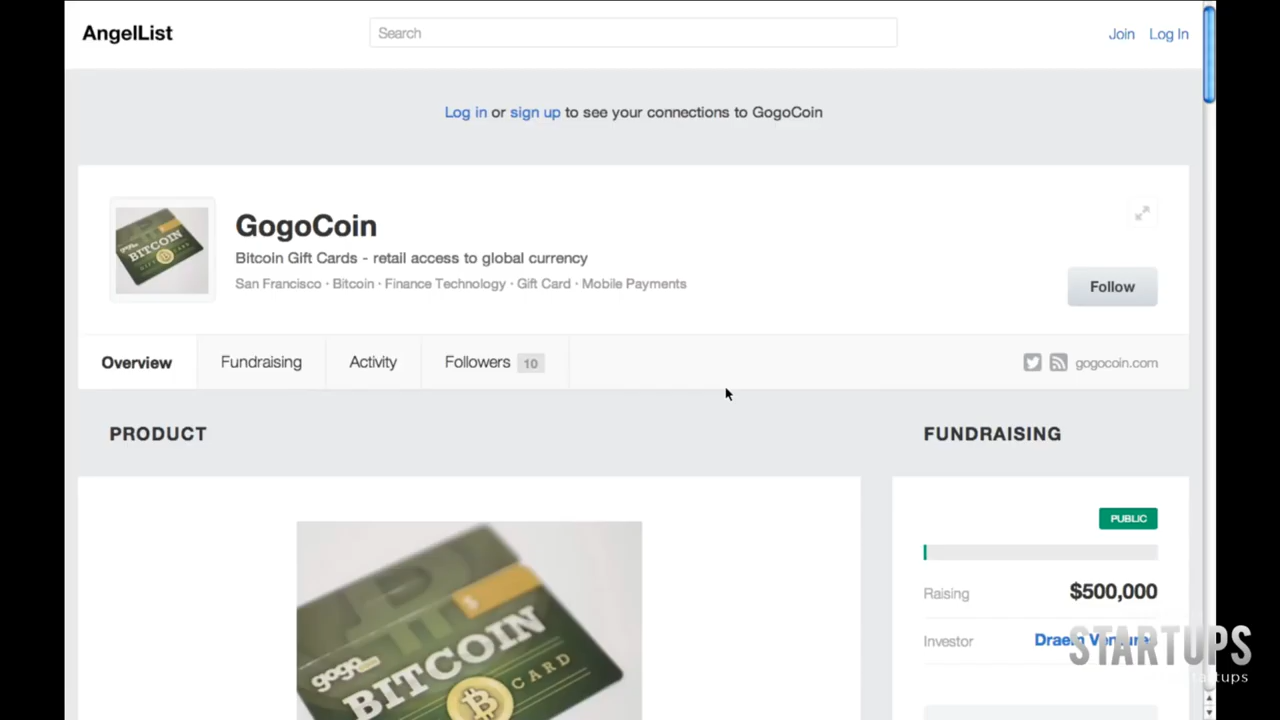 AngelList
Search
Join Log In
Log in or sign up to see your connections to GogoCoin
GogoCoin
Bitcoin Gift Cards - retail access to global currency
San Francisco · Bitcoin · Finance Technology · Gift Card · Mobile Payments
Follow
Overview Fundraising Activity Followers 10
gogocoin.com
PRODUCT
FUNDRAISING
PUBLIC
Raising $500,000
Investor
STARTUPS
gogo
BITCOIN
CARD